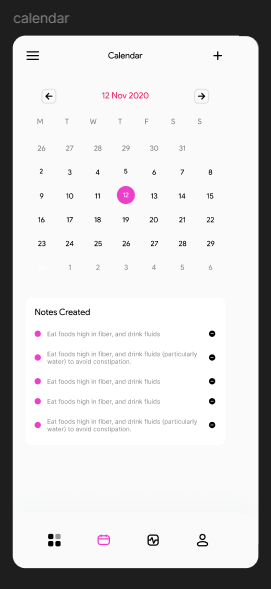 calendar
Calendar
12 Nov 2020
M T W T F S S
26 27 28 29 30 31
2 3 4 5 6 7 8
9 10 11 12 13 14 15
16 17 18 19 20 21 22
23 24 25 26 27 28 29
1 2 3 4 5 6
Notes Created
Eat foods high in fiber, and drink fluids
Eat foods high in fiber, and drink fluids (particularly
water) to avoid constipation.
Eat foods high in fiber, and drink fluids
Eat foods high in fiber, and drink fluids
Eat foods high in fiber, and drink fluids (particularly
water) to avoid constipation.